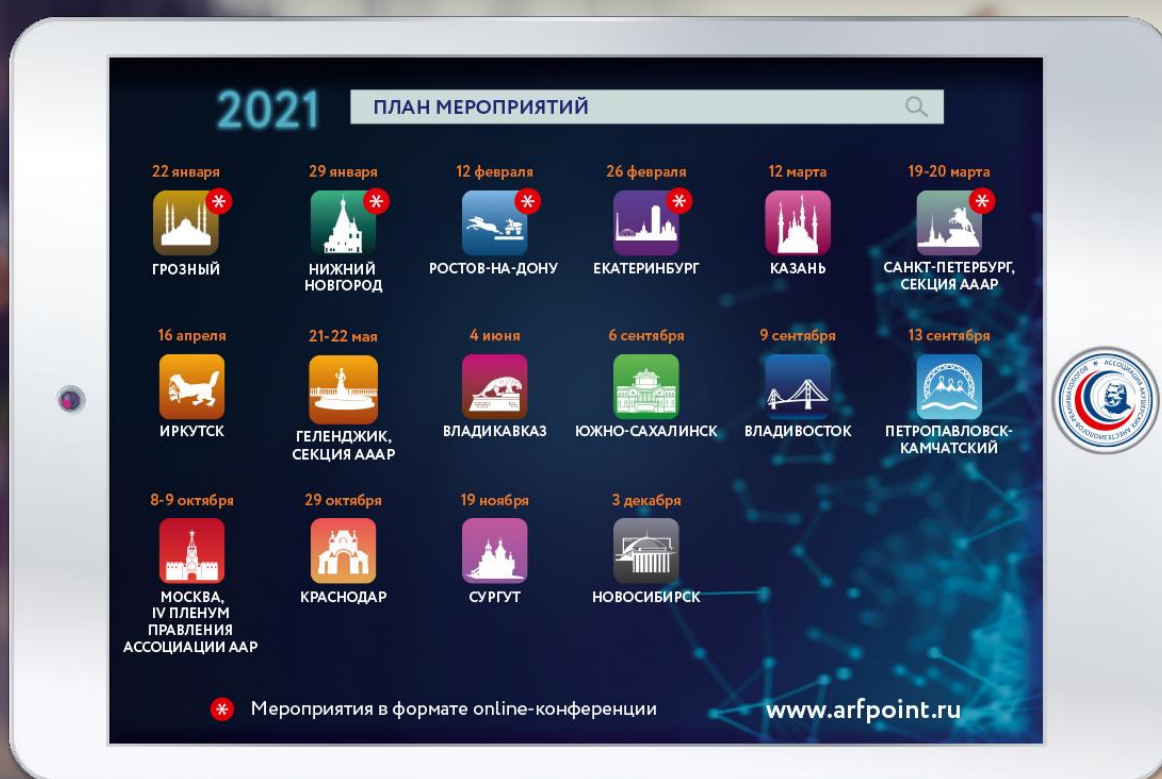 2021
ПЛАН МЕРОПРИЯТИЙ
22 января
29 января
12 февраля
26 февраля
12 марта
19-20 марта
ГРОЗНЫЙ
НИЖНИЙ
НОВГОРОД
РОСТОВ-НА-ДОНУ
ЕКАТЕРИНБУРГ
КАЗАНЬ
САНКТ-ПЕТЕРБУРГ,
СЕКЦИЯ АААР
16 апреля
21-22 мая
4 июня
6 сентября
9 сентября
13 сентября
ИРКУТСК
ГЕЛЕНДЖИК,
СЕКЦИЯ АААР
ВЛАДИКАВКАЗ
ЮЖНО-САХАЛИНСК
ВЛАДИВОСТОК
ПЕТРОПАВЛОВСК-
КАМЧАТСКИЙ
8-9 октября
29 октября
19 ноября
3 декабря
МОСКВА,
IV ПЛЕНУМ
ПРАВЛЕНИЯ
АССОЦИАЦИИ ААР
КРАСНОДАР
СУРГУТ
НОВОСИБИРСК
* Мероприятия в формате online-конференции
www.arfpoint.ru
АССОЦИАЦИЯ АКУШЕРСКИХ АНЕСТЕЗИОЛОГОВ-РЕАНИМАТОЛОГОВ *